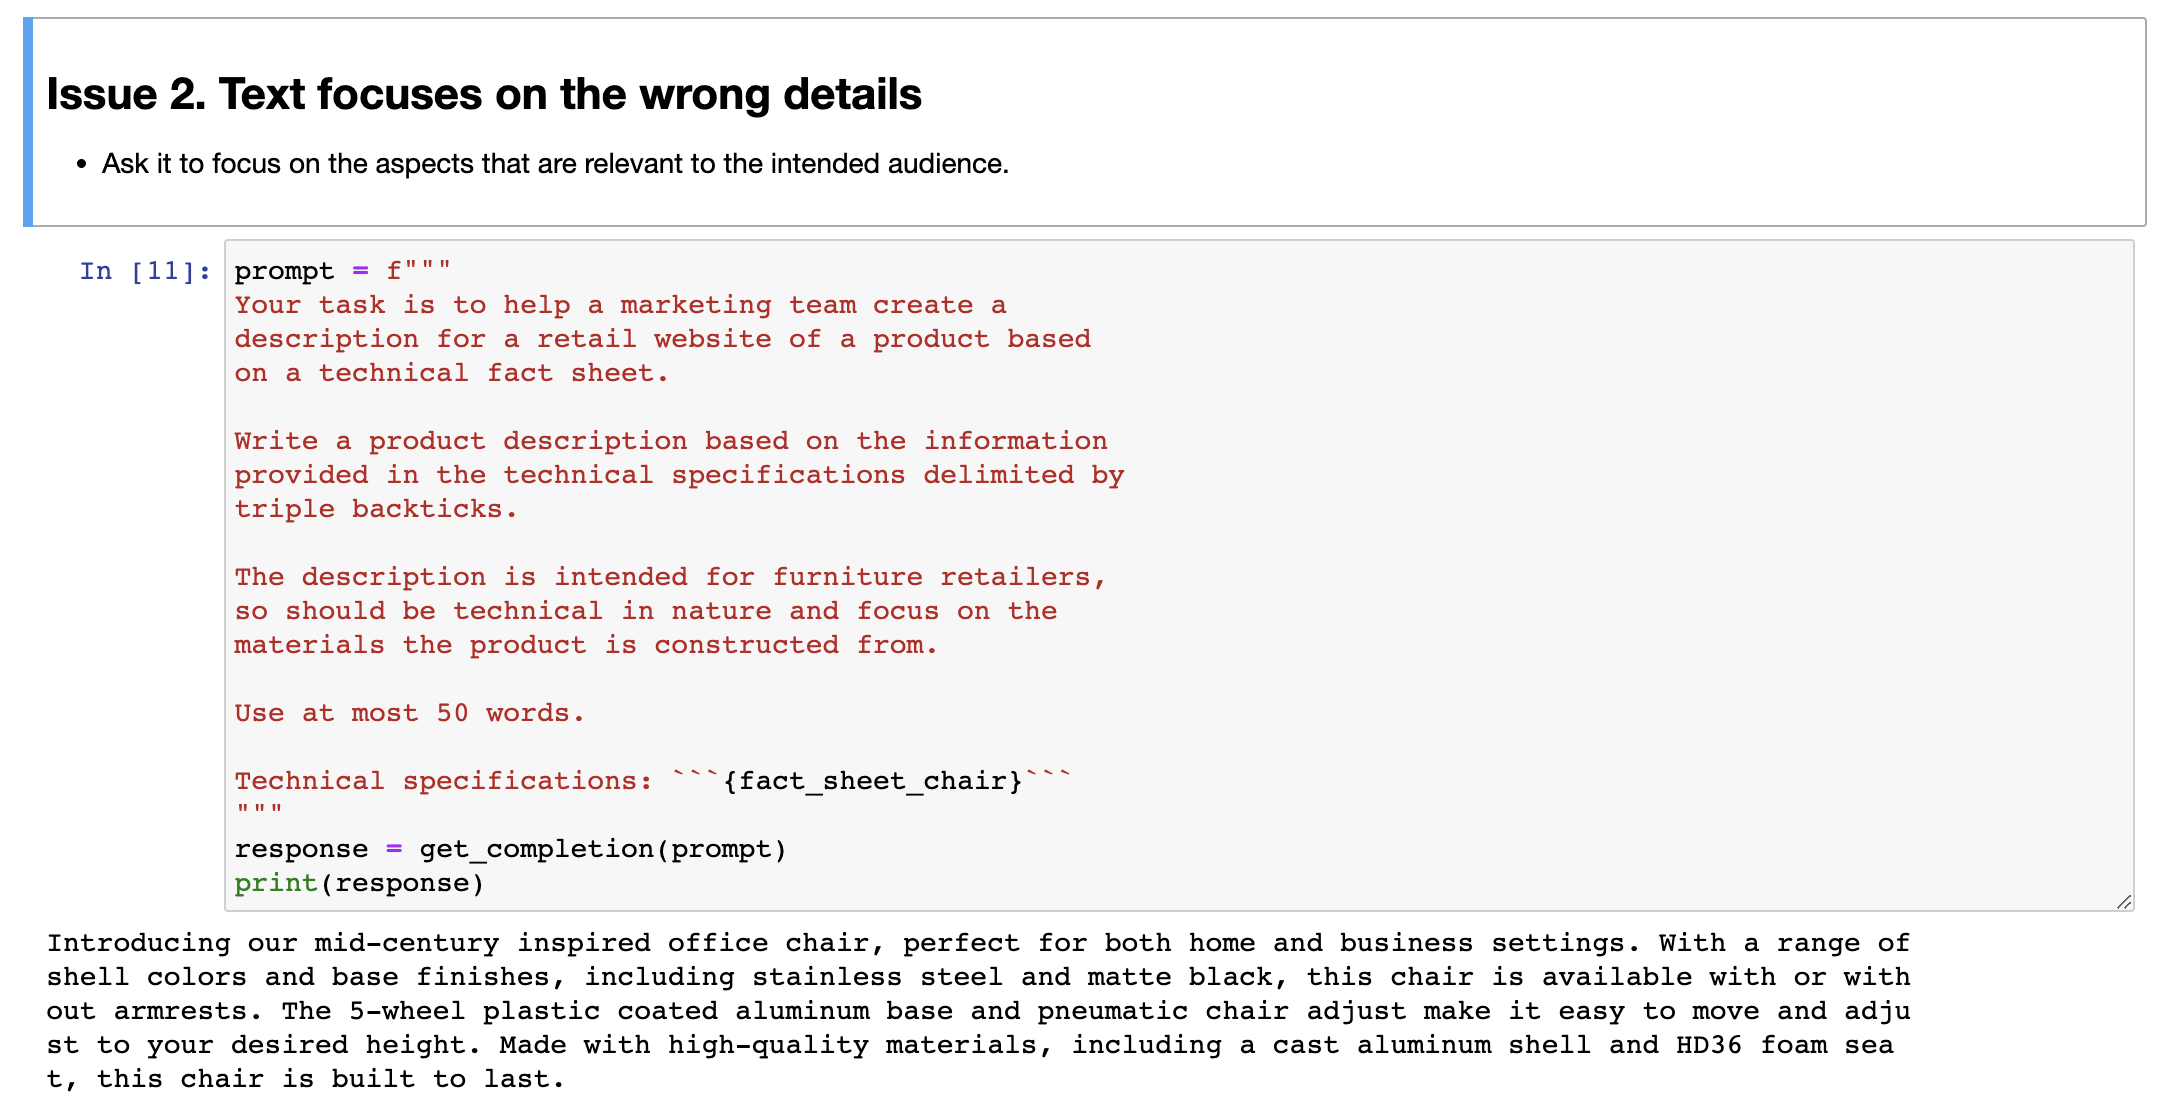 Issue 2. Text focuses on the wrong details
• Ask it to focus on the aspects that are relevant to the intended audience.
In [11]: prompt = f"""
Your task is to help a marketing team create a
description for a retail website of a product based
on a technical fact sheet.
Write a product description based on the information
provided in the technical specifications delimited by
triple backticks.
The description is intended for furniture retailers,
so should be technical in nature and focus on the
materials the product is constructed from.
Use at most 50 words.
Technical specifications: ```{fact_sheet_chair}```
"""
response = get_completion(prompt)
print(response)
Introducing our mid-century inspired office chair, perfect for both home and business settings. With a range of
shell colors and base finishes, including stainless steel and matte black, this chair is available with or with
out armrests. The 5-wheel plastic coated aluminum base and pneumatic chair adjust make it easy to move and adju
st to your desired height. Made with high-quality materials, including a cast aluminum shell and HD36 foam sea
t, this chair is built to last.